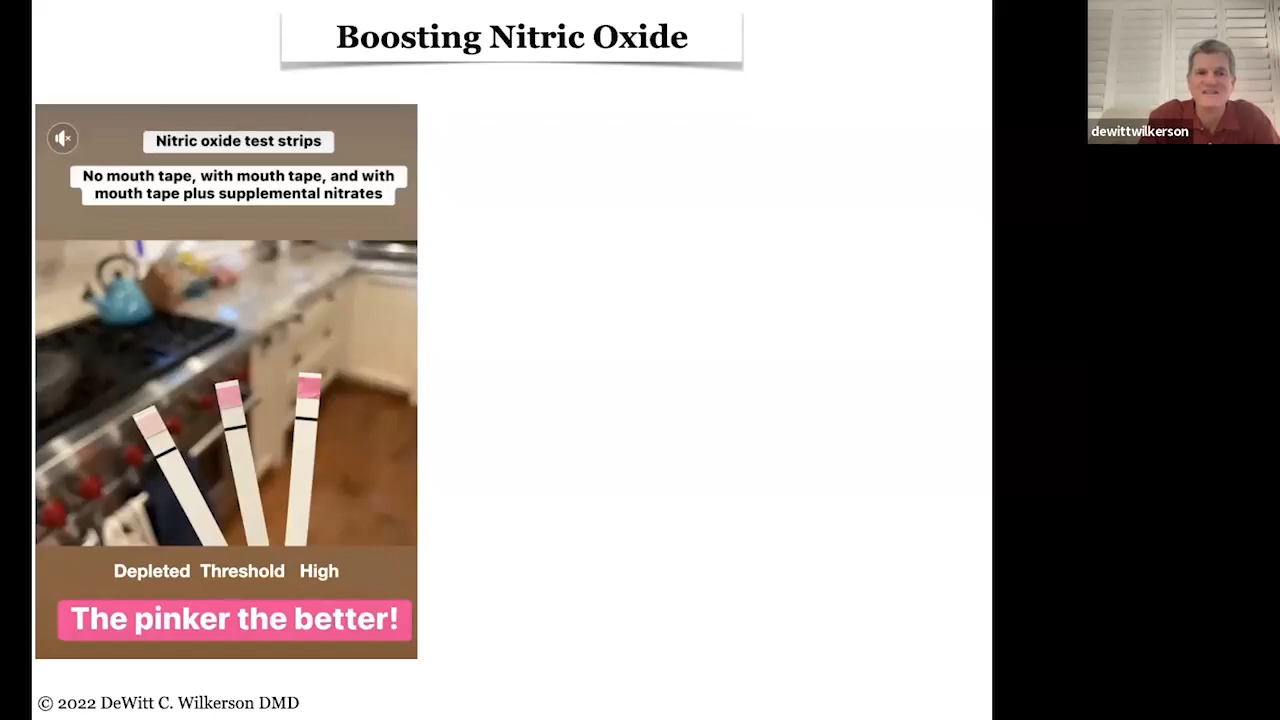 Boosting Nitric Oxide
dewittwilkerson
Nitric oxide test strips
No mouth tape, with mouth tape, and with
mouth tape plus supplemental nitrates
Depleted Threshold High
The pinker the better!
© 2022 DeWitt C. Wilkerson DMD